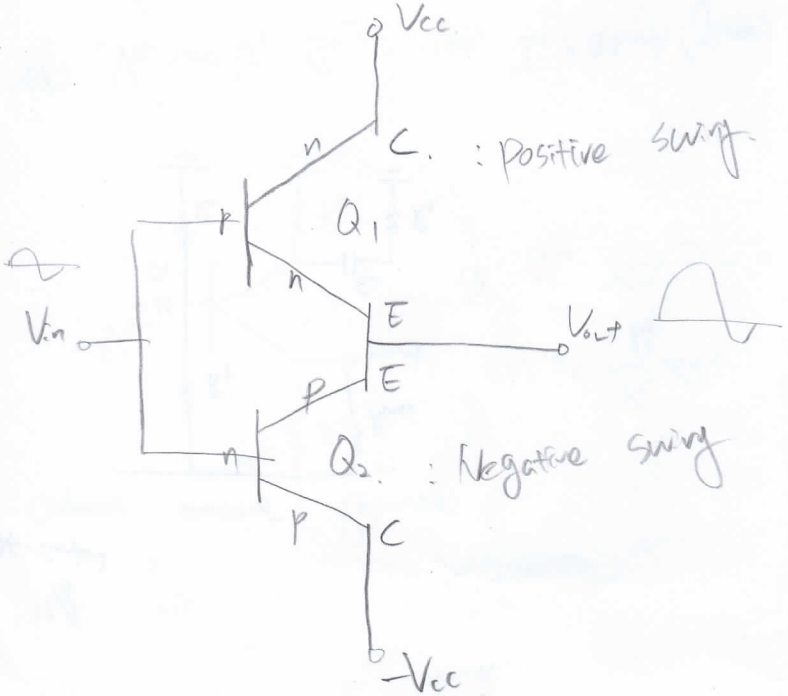 Vcc.
n C. : Positive swing.
p Q1
n
E
Vin Vout
E
p
n Q2. : Negative swing
p C
-Vcc